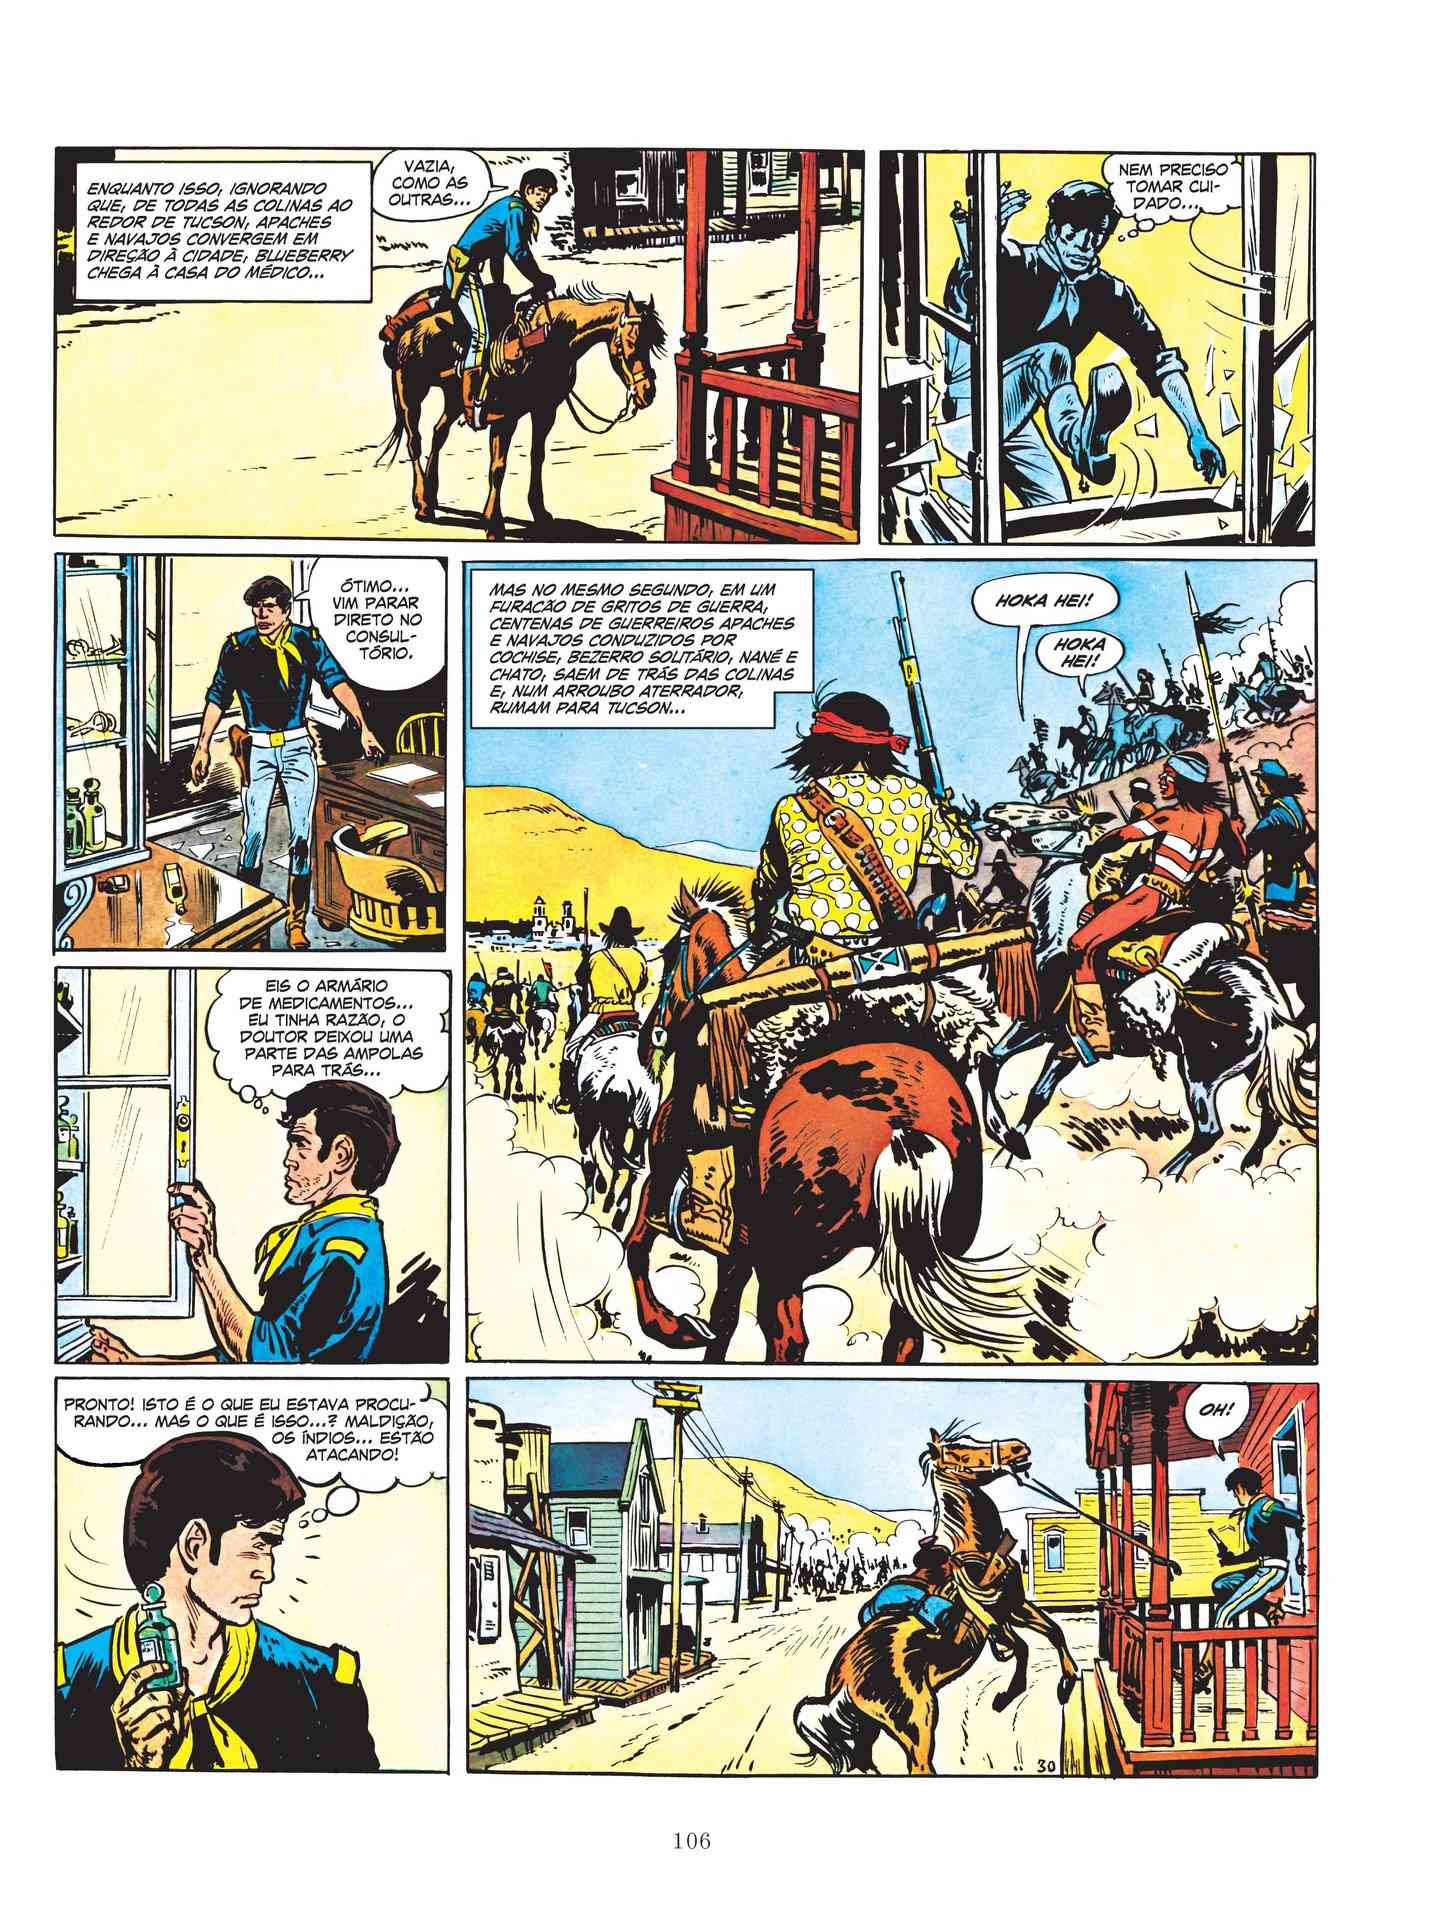 ENQUANTO ISSO, IGNORANDO
QUE, DE TODAS AS COLINAS AO
REDOR DE TUCSON, APACHES
E NAVAJOS CONVERGEM EM
DIREÇÃO À CIDADE, BLUEBERRY
CHEGA À CASA DO MÉDICO...
VAZIA,
COMO AS
OUTRAS...
NEM PRECISO
TOMAR CUI-
DADO...
ÓTIMO...
VIM PARAR
DIRETO NO
CONSUL-
TÓRIO.
MAS NO MESMO SEGUNDO, EM UM
FURACÃO DE GRITOS DE GUERRA,
CENTENAS DE GUERREIROS APACHES
E NAVAJOS CONDUZIDOS POR
COCHISE, BEZERRO SOLITÁRIO, NANÉ E
CHATO, SAEM DE TRÁS DAS COLINAS
E, NUM ARROUBO ATERRADOR,
RUMAM PARA TUCSON...
HOKA HEI!
HOKA
HEI!
EIS O ARMÁRIO
DE MEDICAMENTOS...
EU TINHA RAZÃO, O
DOUTOR DEIXOU UMA
PARTE DAS AMPOLAS
PARA TRÁS...
PRONTO! ISTO É O QUE EU ESTAVA PROCU-
RANDO... MAS O QUE É ISSO...? MALDIÇÃO,
OS ÍNDIOS... ESTÃO
ATACANDO!
OH!
30
106